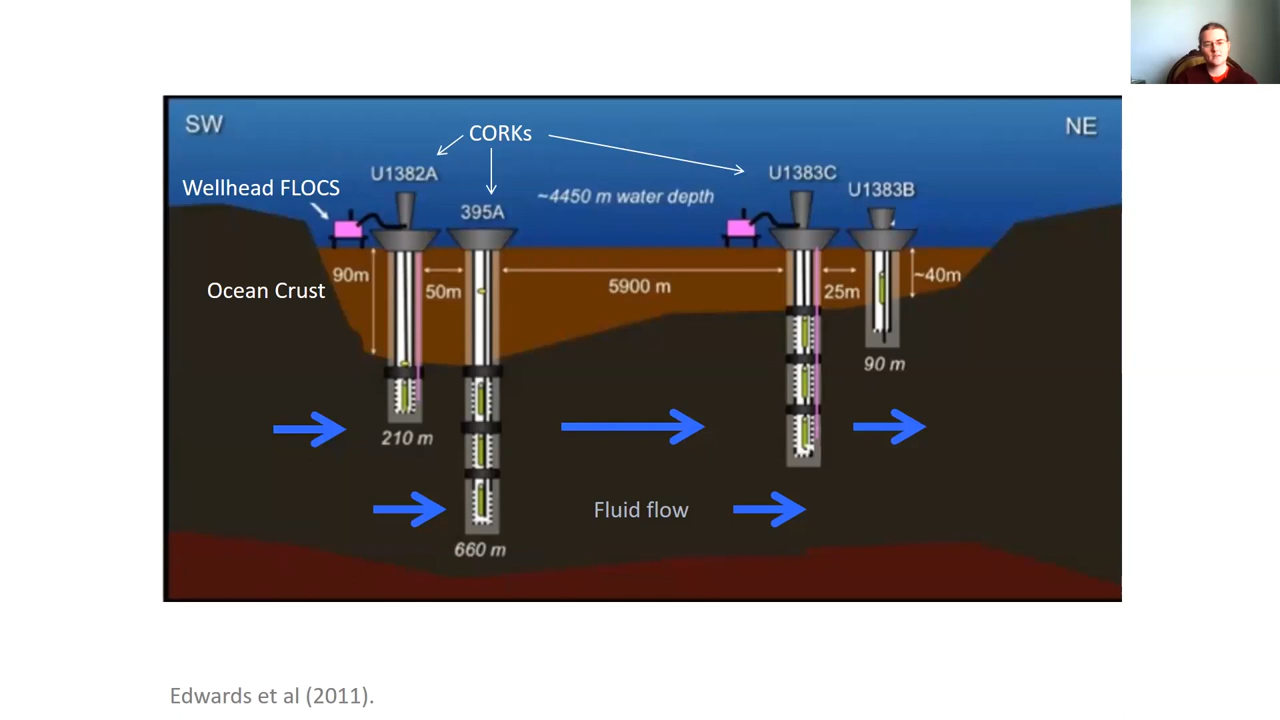 SW
CORKs
NE
U1382A
U1383C
Wellhead FLOCS
~4450 m water depth
U1383B
395A
90m
50m
5900 m
25m
~40m
Ocean Crust
90 m
210 m
Fluid flow
660 m
Edwards et al (2011).